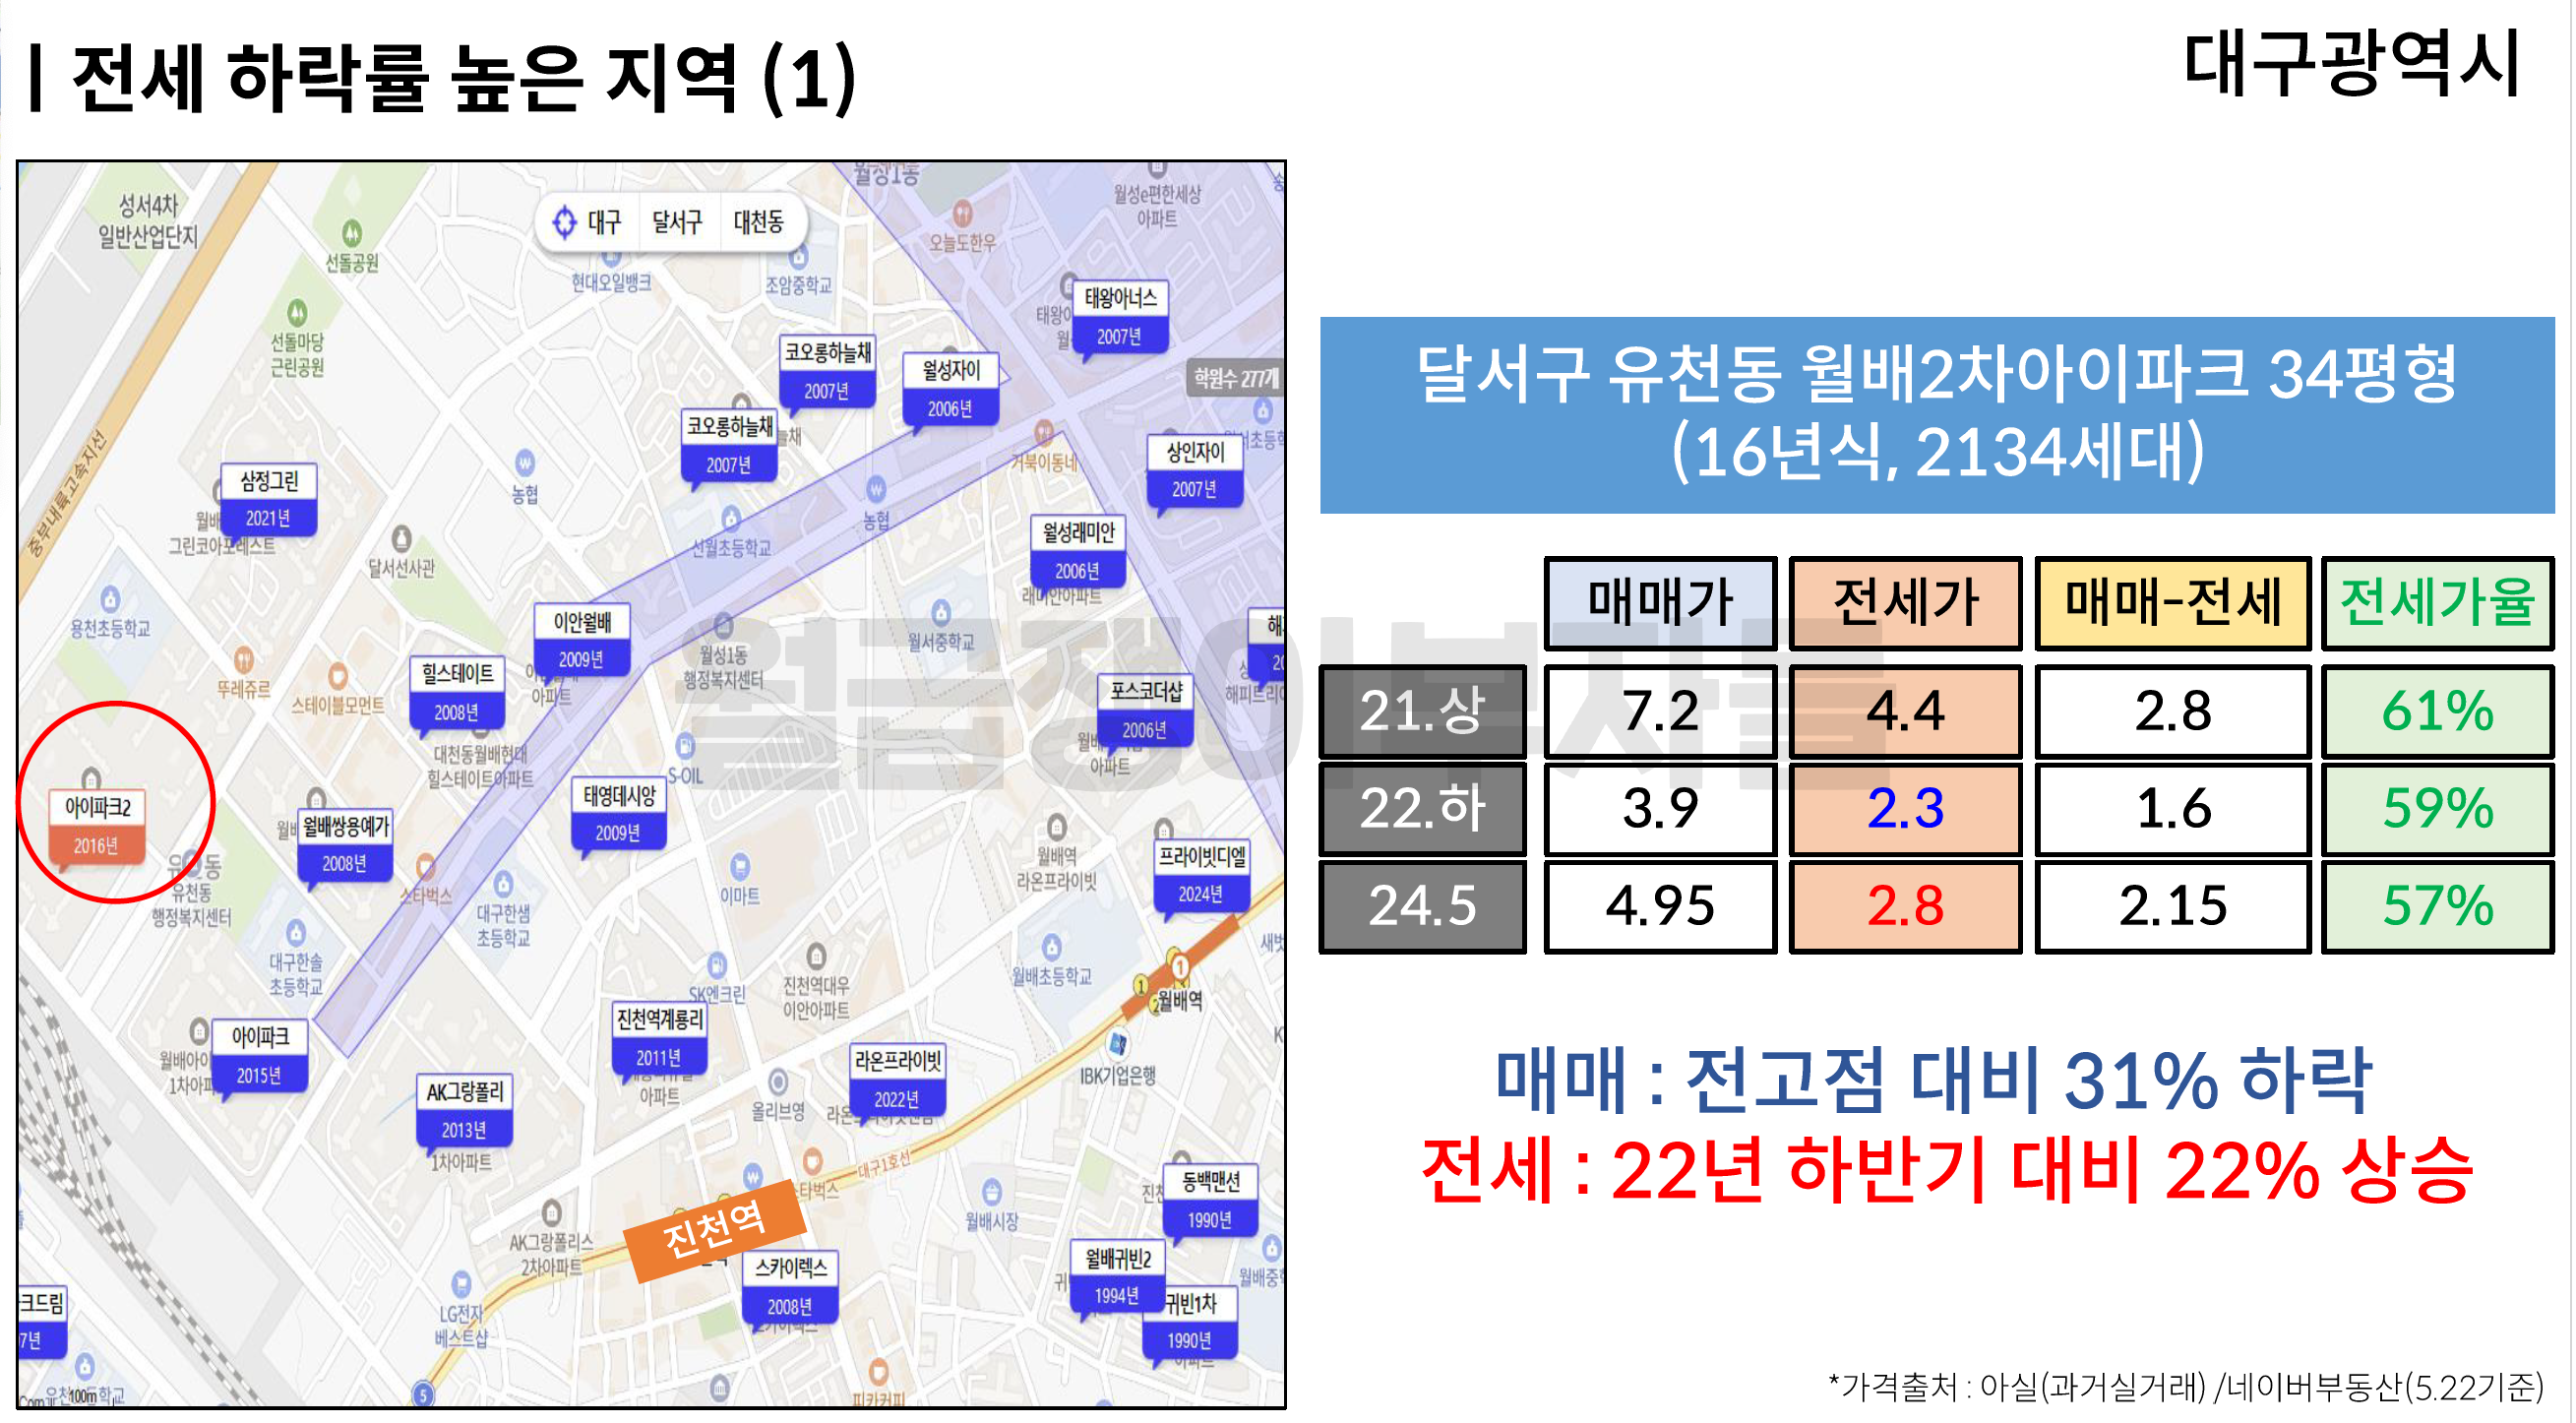 | 전세 하락률 높은 지역 (1)
대구광역시
성서4차
일반산업단지
선돌공원
대구 달서구 대천동
현대오일뱅크
조암중학교
월성1동
오늘도한우
월성e편한세상
아파트
선돌마당
근린공원
태왕아너스
2007년
코오롱하늘채
2007년
월성자이
2006년
학원수 277개
코오롱하늘채
2007년
중부내륙고속지선
삼정그린
2021년
그린코아포레스트
농협
농협
거북이동네
상인자이
2007년
선월초등학교
월성래미안
2006년
래미안아파트
달서선사관
용천초등학교
이안월배
2009년
아파트
월성1동
행정복지센터
월서중학교
뚜레쥬르
스테이블모먼트
힐스테이트
2008년
대천동월배현대
힐스테이트아파트
포스코더샵
2006년
아파트
S-OIL
아이파크2
2016년
월배쌍용예가
2008년
태영데시앙
2009년
유천동
행정복지센터
스타벅스
대구한샘
초등학교
이마트
월배역
라온프라이빗
프라이빗디엘
2024년
대구한솔
초등학교
SK엔크린
진천역대우
이안아파트
월배초등학교
월배역
아이파크
2015년
진천역계룡리
2011년
아파트
라온프라이빗
2022년
IBK기업은행
올리브영
AK그랑폴리
2013년
1차아파트
대구1호선
AK그랑폴리스
2차아파트
진천역
월배시장
동백맨션
1990년
스카이렉스
2008년
월배귀빈2
1994년
귀빈1차
1990년
LG전자
베스트샵
5
피카커피
100m
달서구 유천동 월배2차아이파크 34평형
(16년식, 2134세대)
매매가 전세가 매매-전세 전세가율
21.상 7.2 4.4 2.8 61%
22.하 3.9 2.3 1.6 59%
24.5 4.95 2.8 2.15 57%
월급쟁이부자들
매매 : 전고점 대비 31% 하락
전세 : 22년 하반기 대비 22% 상승
*가격출처 : 아실(과거실거래) /네이버부동산(5.22기준)